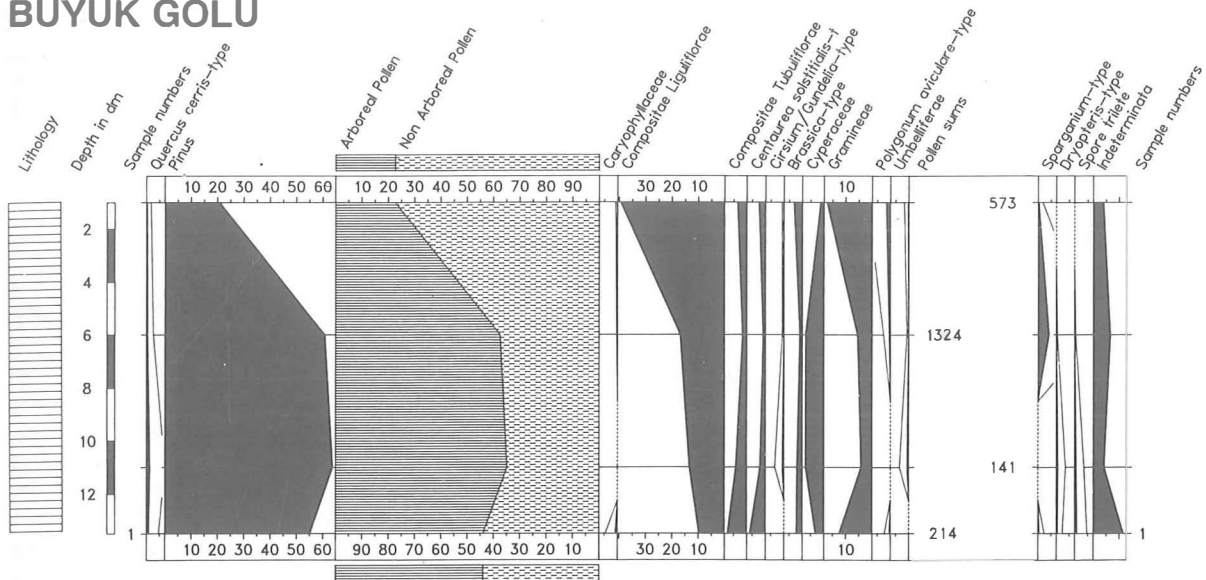 BÜYÜK GÖLÜ
Lithology
Depth in dm
Sample numbers
Quercus cerris-type
Pinus
Arboreal Pollen
Non Arboreal Pollen
Caryophyllaceae
Compositae Liguliflorae
Compositae Tubuliflorae
Centaurea solstitialis-t
Cirsium/Gundelia-type
Brassica-type
Cyperaceae
Gramineae
Polygonum aviculare-type
Umbelliferae
Pollen sums
Sparganium-type
Dryopteris-type
Spore trilete
Indeterminata
Sample numbers
10 20 30 40 50 60 10 20 30 40 50 60 70 80 90 30 20 10 10
573
2
4
6 1324
8
10
141
12
1 214 1
10 20 30 40 50 60 90 80 70 60 50 40 30 20 10 0 30 20 10 10